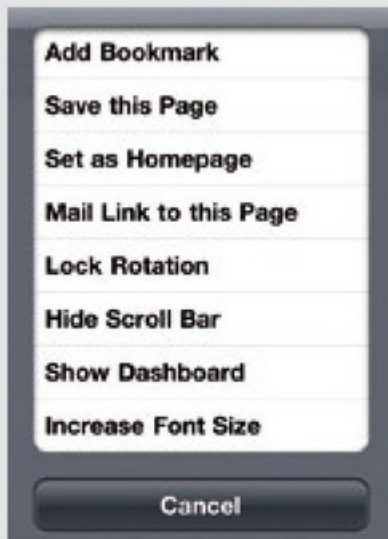 Add Bookmark
Save this Page
Set as Homepage
Mail Link to this Page
Lock Rotation
Hide Scroll Bar
Show Dashboard
Increase Font Size
Cancel